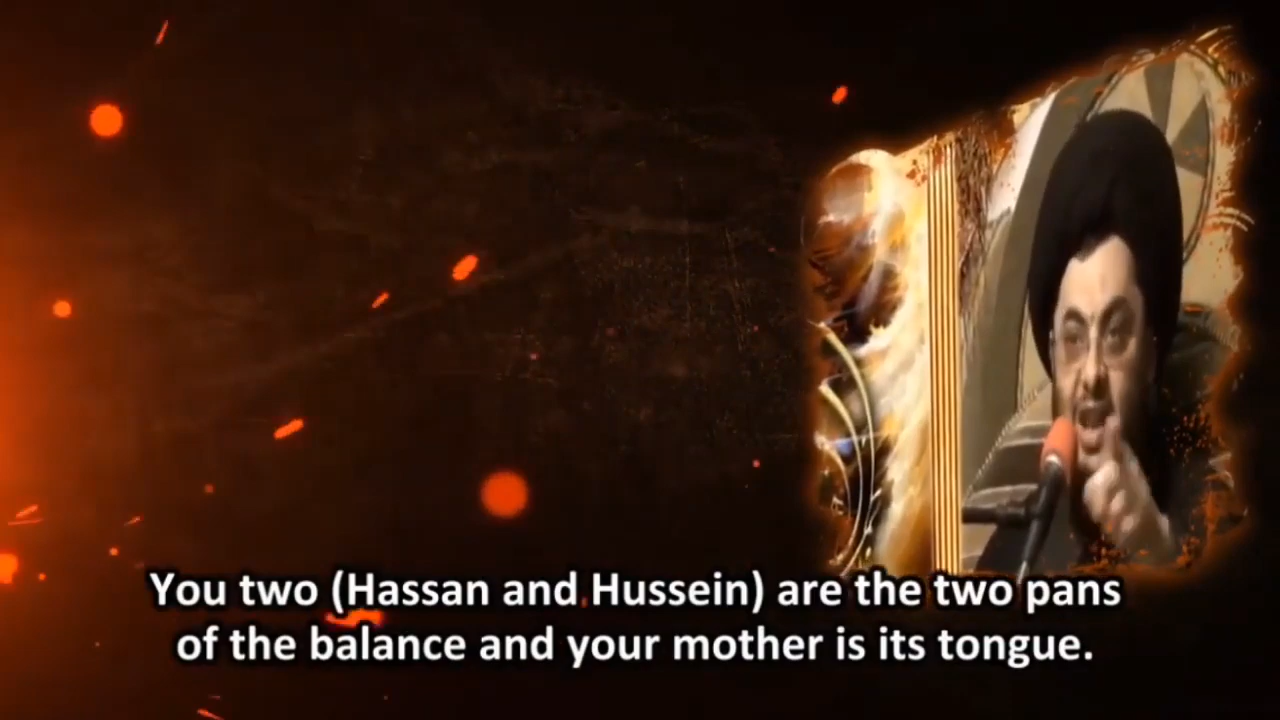 You two (Hassan and Hussein) are the two pans
of the balance and your mother is its tongue.